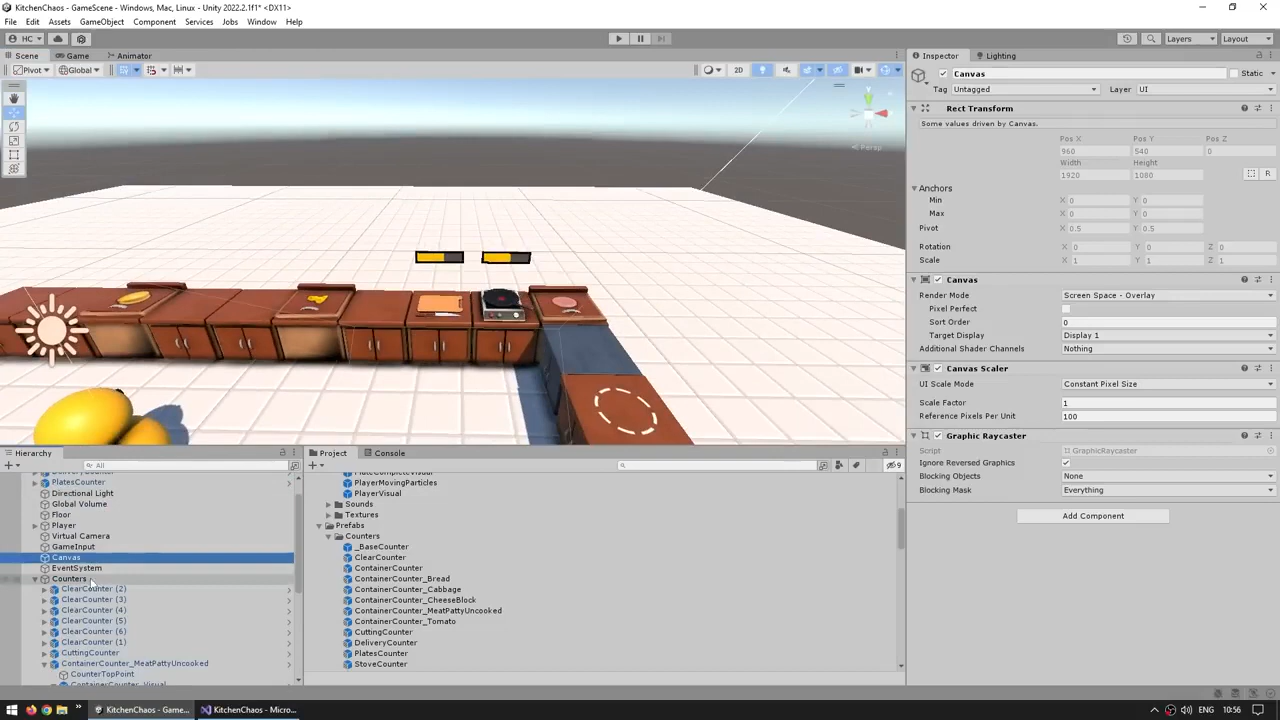 KitchenChaos - GameScene - Windows, Mac, Linux - Unity 2022.2.1f1* <DX11>
File Edit Assets GameObject Component Services Jobs Window Help
HC Layers Layout
Scene Game Animator
Pivot Global 2D
y
Persp
Inspector Lighting
Canvas Static
Tag Untagged Layer UI
Rect Transform
Some values driven by Canvas.
Pos X Pos Y Pos Z
960 540 0
Width Height
1920 1080 R
Anchors
Min X 0 Y 0
Max X 0 Y 0
Pivot X 0.5 Y 0.5
Rotation X 0 Y 0 Z 0
Scale X 1 Y 1 Z 1
Canvas
Render Mode Screen Space - Overlay
Pixel Perfect
Sort Order 0
Target Display Display 1
Additional Shader Channels Nothing
Canvas Scaler
UI Scale Mode Constant Pixel Size
Scale Factor 1
Reference Pixels Per Unit 100
Graphic Raycaster
Script GraphicRaycaster
Ignore Reversed Graphics
Blocking Objects None
Blocking Mask Everything
Add Component
Hierarchy
All
DeliveryCounter
PlatesCounter
Directional Light
Global Volume
Floor
Player
Virtual Camera
GameInput
Canvas
EventSystem
Counters
ClearCounter (2)
ClearCounter (3)
ClearCounter (4)
ClearCounter (5)
ClearCounter (6)
ClearCounter (1)
CuttingCounter
ContainerCounter_MeatPattyUncooked
CounterTopPoint
ContainerCounter_Visual
Project Console
9
PlateCompleteVisual
PlayerMovingParticles
PlayerVisual
Sounds
Textures
Prefabs
Counters
_BaseCounter
ClearCounter
ContainerCounter
ContainerCounter_Bread
ContainerCounter_Cabbage
ContainerCounter_CheeseBlock
ContainerCounter_MeatPattyUncooked
ContainerCounter_Tomato
CuttingCounter
DeliveryCounter
PlatesCounter
StoveCounter
KitchenChaos - Game... KitchenChaos - Micro... ENG 10:56